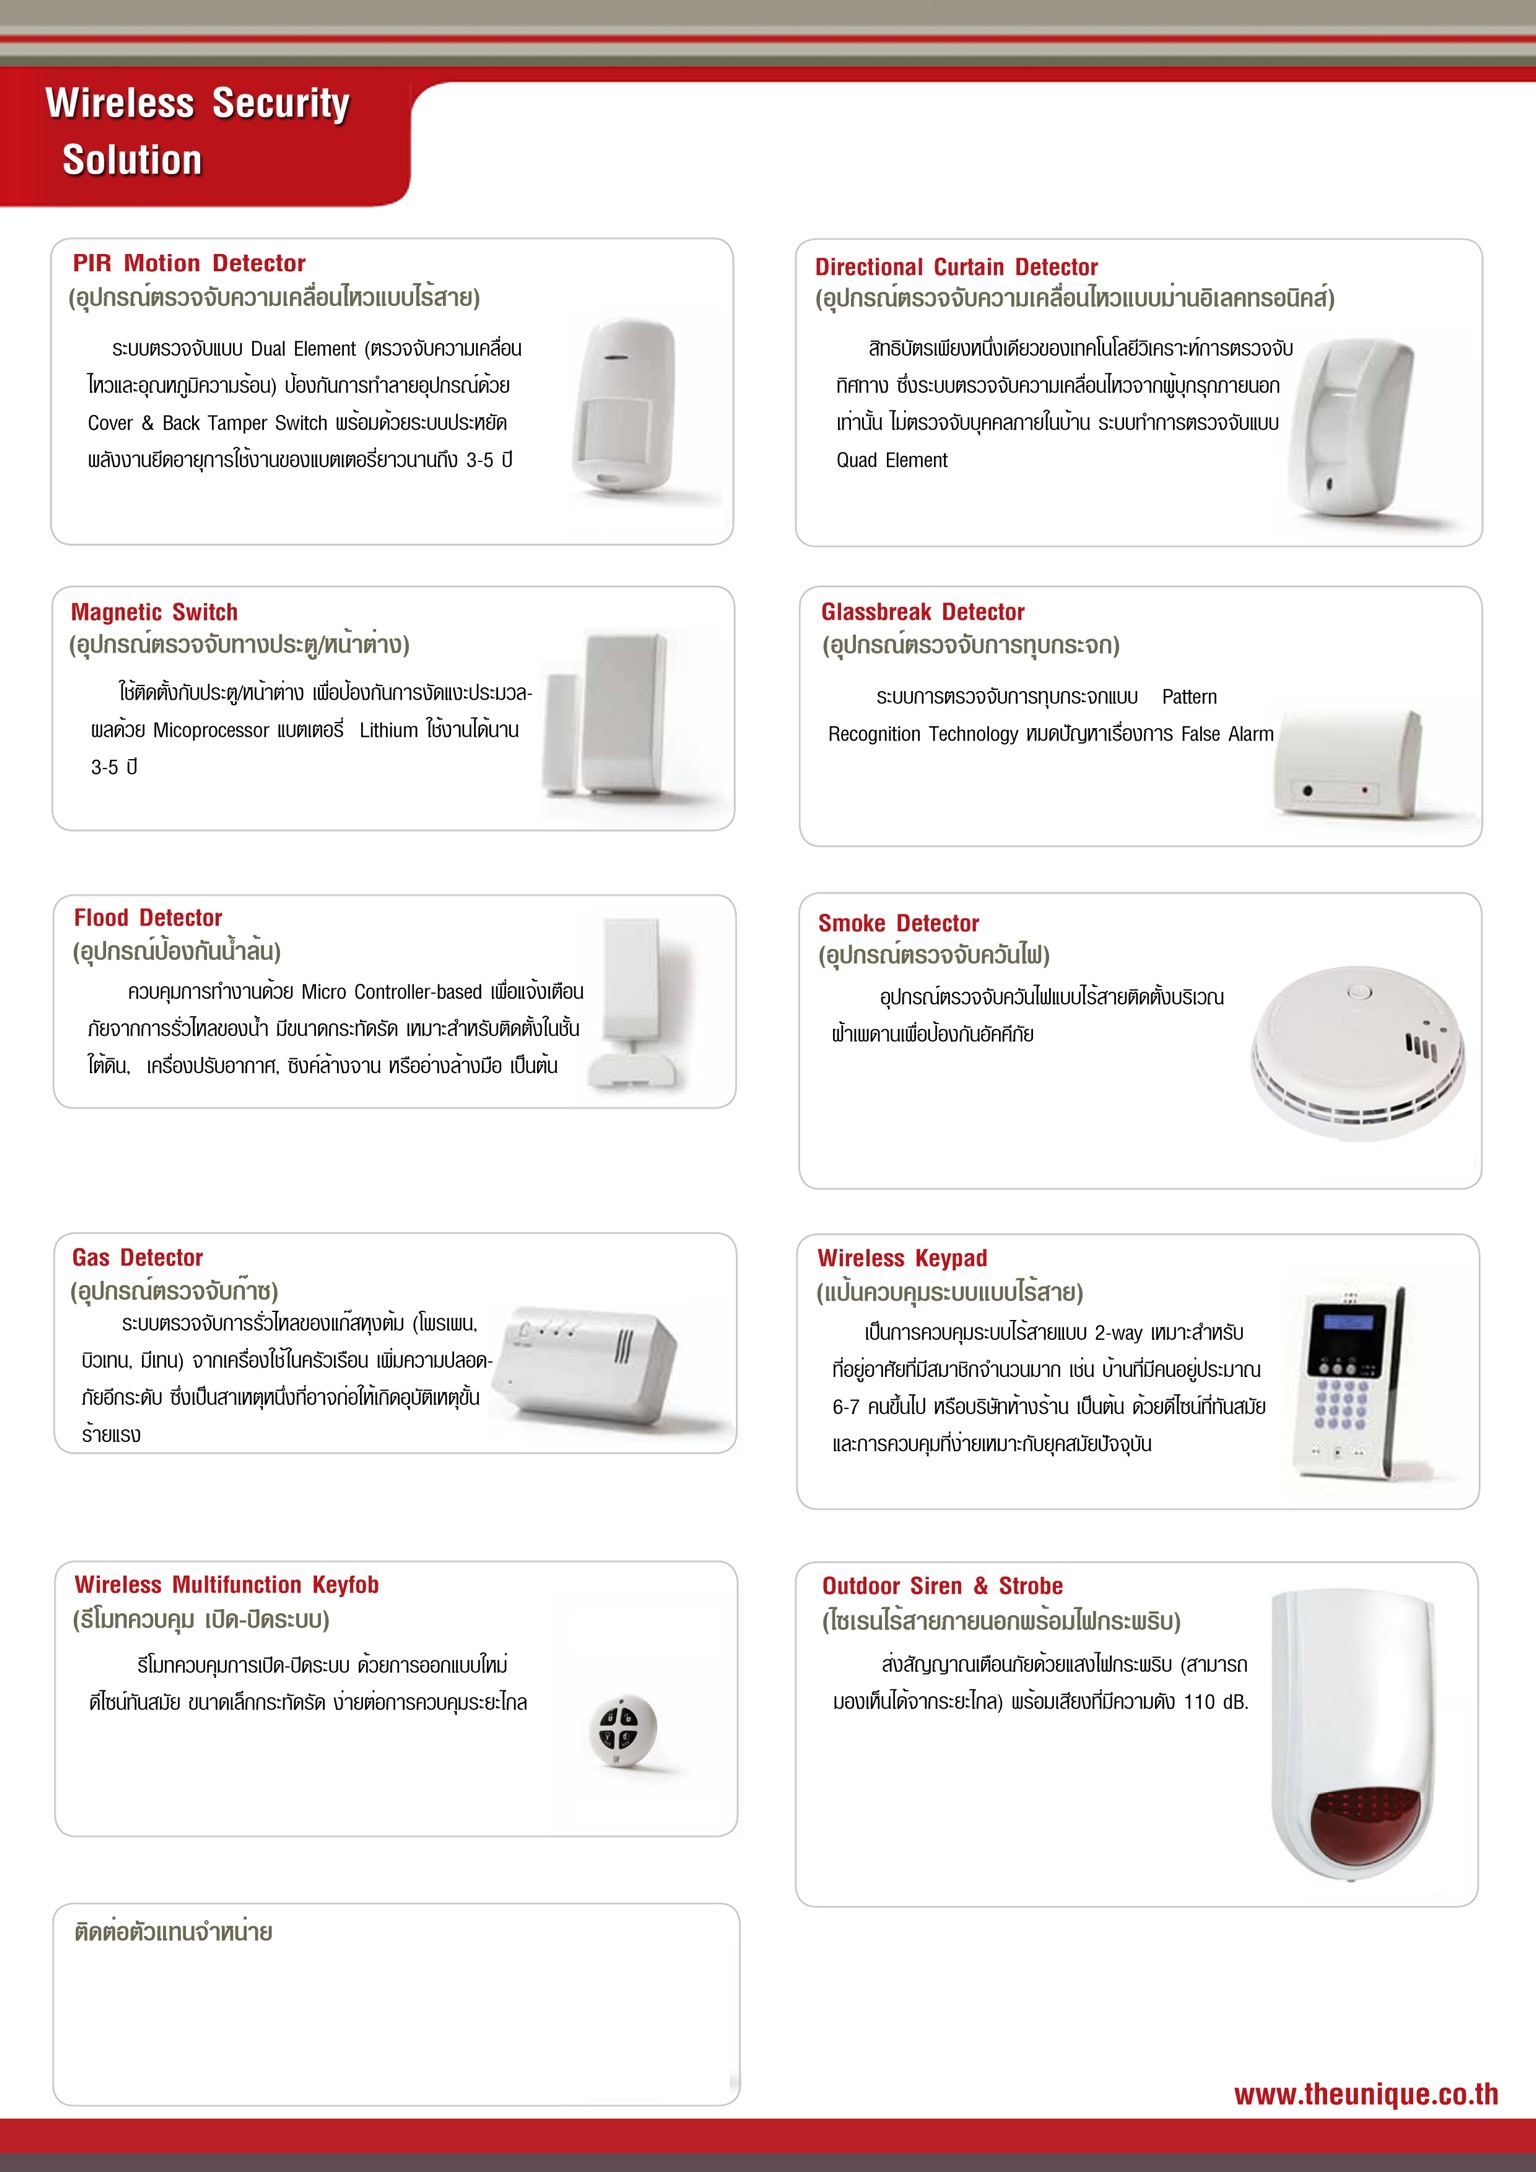 Wireless Security
Solution
PIR Motion Detector
(อุปกรณ์ตรวจจับความเคลื่อนไหวแบบไร้สาย)
ระบบตรวจจับแบบ Dual Element (ตรวจจับความเคลื่อน
ไหวและอุณหภูมิความร้อน) ป้องกันการทำลายอุปกรณ์ด้วย
Cover & Back Tamper Switch พร้อมด้วยระบบประหยัด
พลังงานยืดอายุการใช้งานของแบตเตอรี่ยาวนานถึง 3-5 ปี
Directional Curtain Detector
(อุปกรณ์ตรวจจับความเคลื่อนไหวแบบม่านอิเลคทรอนิคส์)
สิทธิบัตรเพียงหนึ่งเดียวของเทคโนโลยีวิเคราะห์การตรวจจับ
ทิศทาง ซึ่งระบบตรวจจับความเคลื่อนไหวจากผู้บุกรุกภายนอก
เท่านั้น ไม่ตรวจจับบุคคลภายในบ้าน ระบบทำการตรวจจับแบบ
Quad Element
Magnetic Switch
(อุปกรณ์ตรวจจับทางประตู/หน้าต่าง)
ใช้ติดตั้งกับประตู/หน้าต่าง เพื่อป้องกันการงัดแงะประมวล-
ผลด้วย Micoprocessor แบตเตอรี่ Lithium ใช้งานได้นาน
3-5 ปี
Glassbreak Detector
(อุปกรณ์ตรวจจับการทุบกระจก)
ระบบการตรวจจับการทุบกระจกแบบ Pattern
Recognition Technology หมดปัญหาเรื่องการ False Alarm
Flood Detector
(อุปกรณ์ป้องกันน้ำล้น)
ควบคุมการทำงานด้วย Micro Controller-based เพื่อแจ้งเตือน
ภัยจากการรั่วไหลของน้ำ มีขนาดกระทัดรัด เหมาะสำหรับติดตั้งในชั้น
ใต้ดิน, เครื่องปรับอากาศ, ซิงค์ล้างจาน หรืออ่างล้างมือ เป็นต้น
Smoke Detector
(อุปกรณ์ตรวจจับควันไฟ)
อุปกรณ์ตรวจจับควันไฟแบบไร้สายติดตั้งบริเวณ
ฝ้าเพดานเพื่อป้องกันอัคคีภัย
Gas Detector
(อุปกรณ์ตรวจจับก๊าซ)
ระบบตรวจจับการรั่วไหลของแก๊สหุงต้ม (โพรเพน,
บิวเทน, มีเทน) จากเครื่องใช้ในครัวเรือน เพิ่มความปลอด-
ภัยอีกระดับ ซึ่งเป็นสาเหตุหนึ่งที่อาจก่อให้เกิดอุบัติเหตุขั้น
ร้ายแรง
Wireless Keypad
(แป้นควบคุมระบบแบบไร้สาย)
เป็นการควบคุมระบบไร้สายแบบ 2-way เหมาะสำหรับ
ที่อยู่อาศัยที่มีสมาชิกจำนวนมาก เช่น บ้านที่มีคนอยู่ประมาณ
6-7 คนขึ้นไป หรือบริษัทห้างร้าน เป็นต้น ด้วยดีไซน์ที่ทันสมัย
และการควบคุมที่ง่ายเหมาะกับยุคสมัยปัจจุบัน
Wireless Multifunction Keyfob
(รีโมทควบคุม เปิด-ปิดระบบ)
รีโมทควบคุมการเปิด-ปิดระบบ ด้วยการออกแบบใหม่
ดีไซน์ทันสมัย ขนาดเล็กกระทัดรัด ง่ายต่อการควบคุมระยะไกล
Outdoor Siren & Strobe
(ไซเรนไร้สายภายนอกพร้อมไฟกระพริบ)
ส่งสัญญาณเตือนภัยด้วยแสงไฟกระพริบ (สามารถ
มองเห็นได้จากระยะไกล) พร้อมเสียงที่มีความดัง 110 dB.
ติดต่อตัวแทนจำหน่าย
www.theunique.co.th